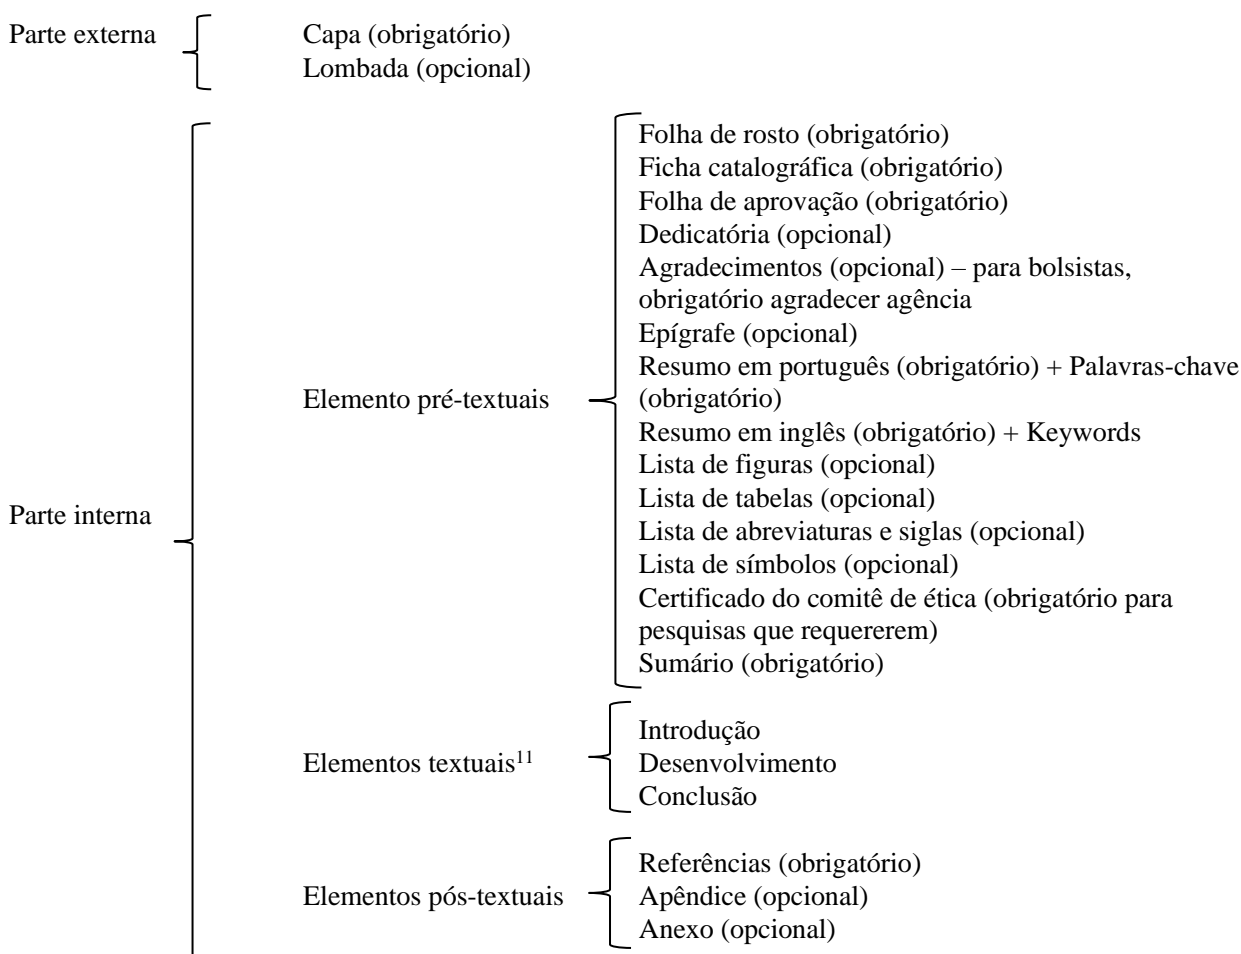 Parte externa
Capa (obrigatório)
Lombada (opcional)
Parte interna
Elemento pré-textuais
Folha de rosto (obrigatório)
Ficha catalográfica (obrigatório)
Folha de aprovação (obrigatório)
Dedicatória (opcional)
Agradecimentos (opcional) – para bolsistas,
obrigatório agradecer agência
Epígrafe (opcional)
Resumo em português (obrigatório) + Palavras-chave
(obrigatório)
Resumo em inglês (obrigatório) + Keywords
Lista de figuras (opcional)
Lista de tabelas (opcional)
Lista de abreviaturas e siglas (opcional)
Lista de símbolos (opcional)
Certificado do comitê de ética (obrigatório para
pesquisas que requererem)
Sumário (obrigatório)
Elementos textuais¹¹
Introdução
Desenvolvimento
Conclusão
Elementos pós-textuais
Referências (obrigatório)
Apêndice (opcional)
Anexo (opcional)